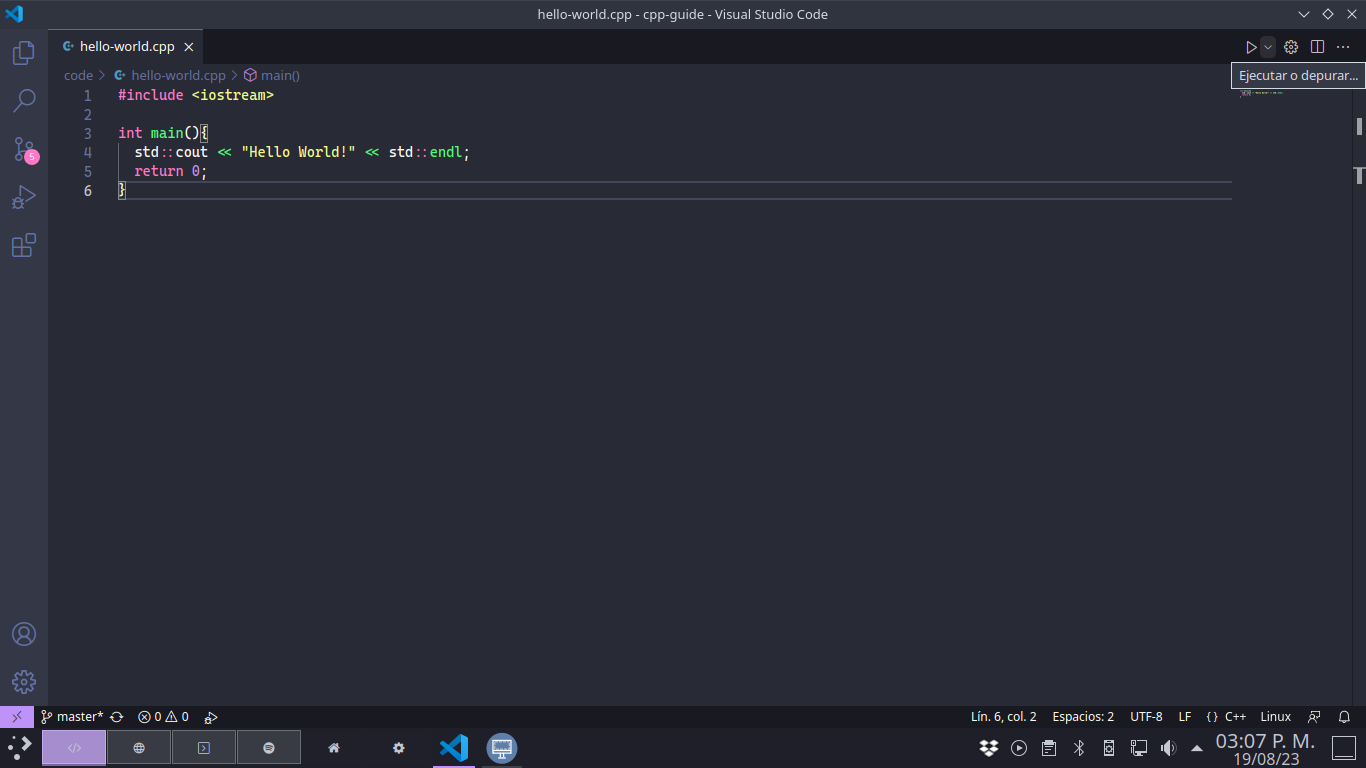 hello-world.cpp - cpp-guide - Visual Studio Code
hello-world.cpp
code > hello-world.cpp > main()
Ejecutar o depurar...
1 #include <iostream>
2
3 int main(){
4 std::cout << "Hello World!" << std::endl;
5 return 0;
6 }
5
master* 0 0 Lín. 6, col. 2 Espacios: 2 UTF-8 LF {} C++ Linux
03:07 P. M.
19/08/23